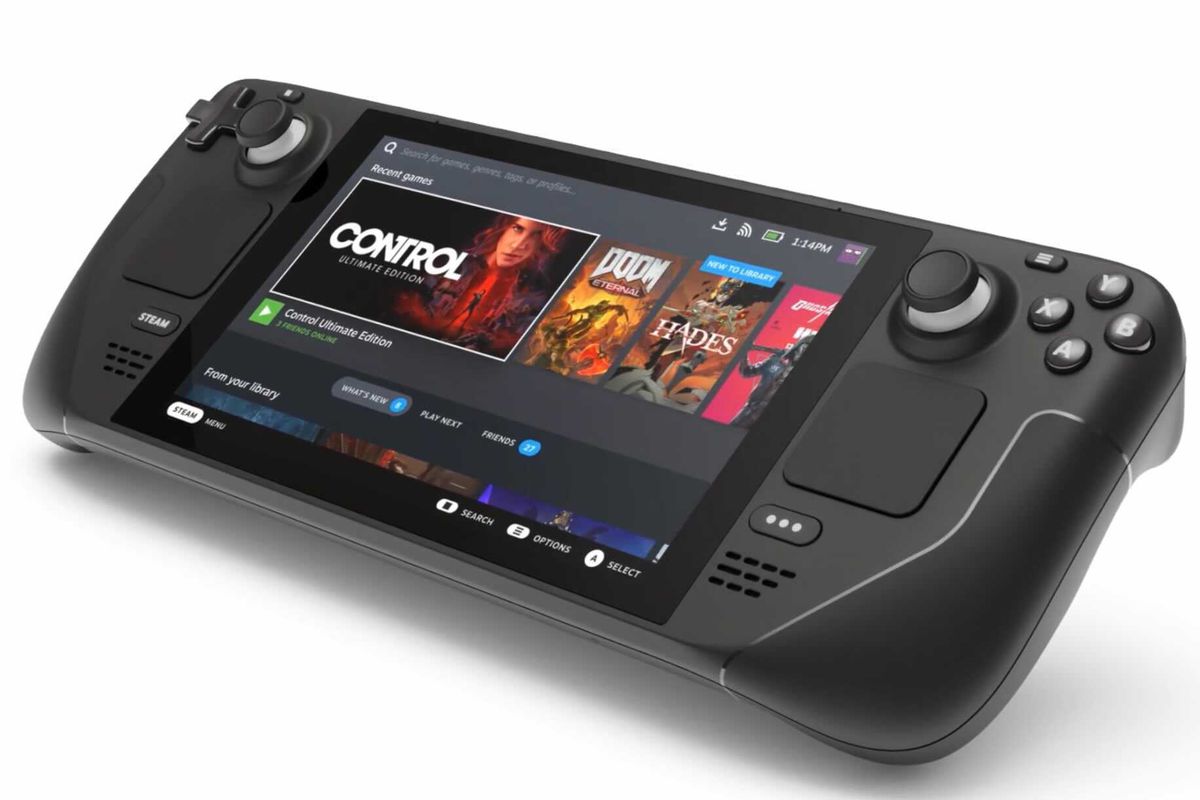 Search for games, genres, tags, or profiles...
Recent games
1:14PM
CONTROL
ULTIMATE EDITION
DOOM
ETERNAL
NEW TO LIBRARY
HADES
Control Ultimate Edition
3 FRIENDS ONLINE
From your library
WHAT'S NEW 8
PLAY NEXT
FRIENDS 27
STEAM MENU
SEARCH
OPTIONS
A SELECT
STEAM
Y
X
B
A